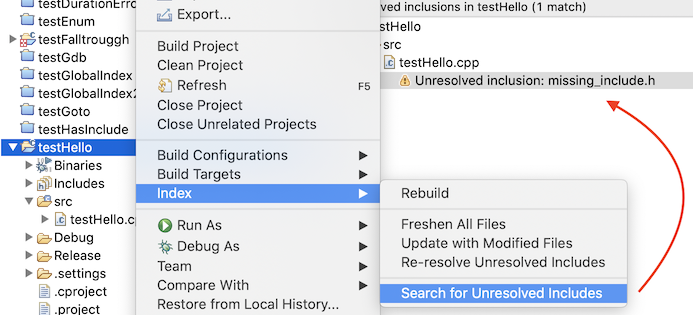 testDurationErro
testEnum
testFalltrouggh
testGdb
testGlobalIndex
testGlobalIndex2
testGoto
testHasInclude
testHello
Binaries
Includes
src
testHello.c
Debug
Release
.settings
.cproject
.project
Export...
Build Project
Clean Project
Refresh F5
Close Project
Close Unrelated Projects
Build Configurations
Build Targets
Index
Run As
Debug As
Team
Compare With
Restore from Local History...
Rebuild
Freshen All Files
Update with Modified Files
Re-resolve Unresolved Includes
Search for Unresolved Includes
ved inclusions in testHello (1 match)
Hello
src
testHello.cpp
Unresolved inclusion: missing_include.h